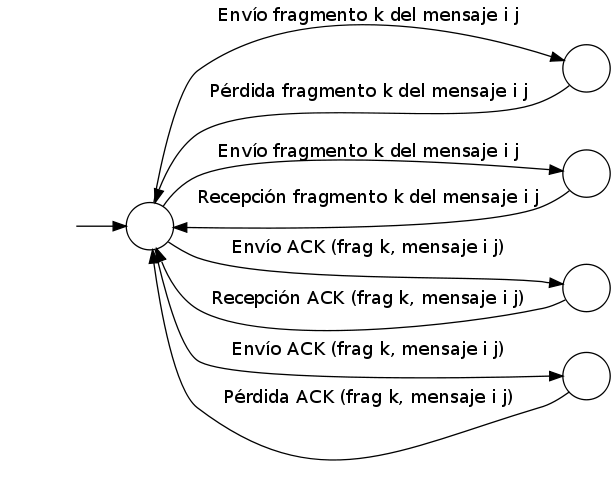 Envío fragmento k del mensaje i j
Pérdida fragmento k del mensaje i j
Envío fragmento k del mensaje i j
Recepción fragmento k del mensaje i j
Envío ACK (frag k, mensaje i j)
Recepción ACK (frag k, mensaje i j)
Envío ACK (frag k, mensaje i j)
Pérdida ACK (frag k, mensaje i j)